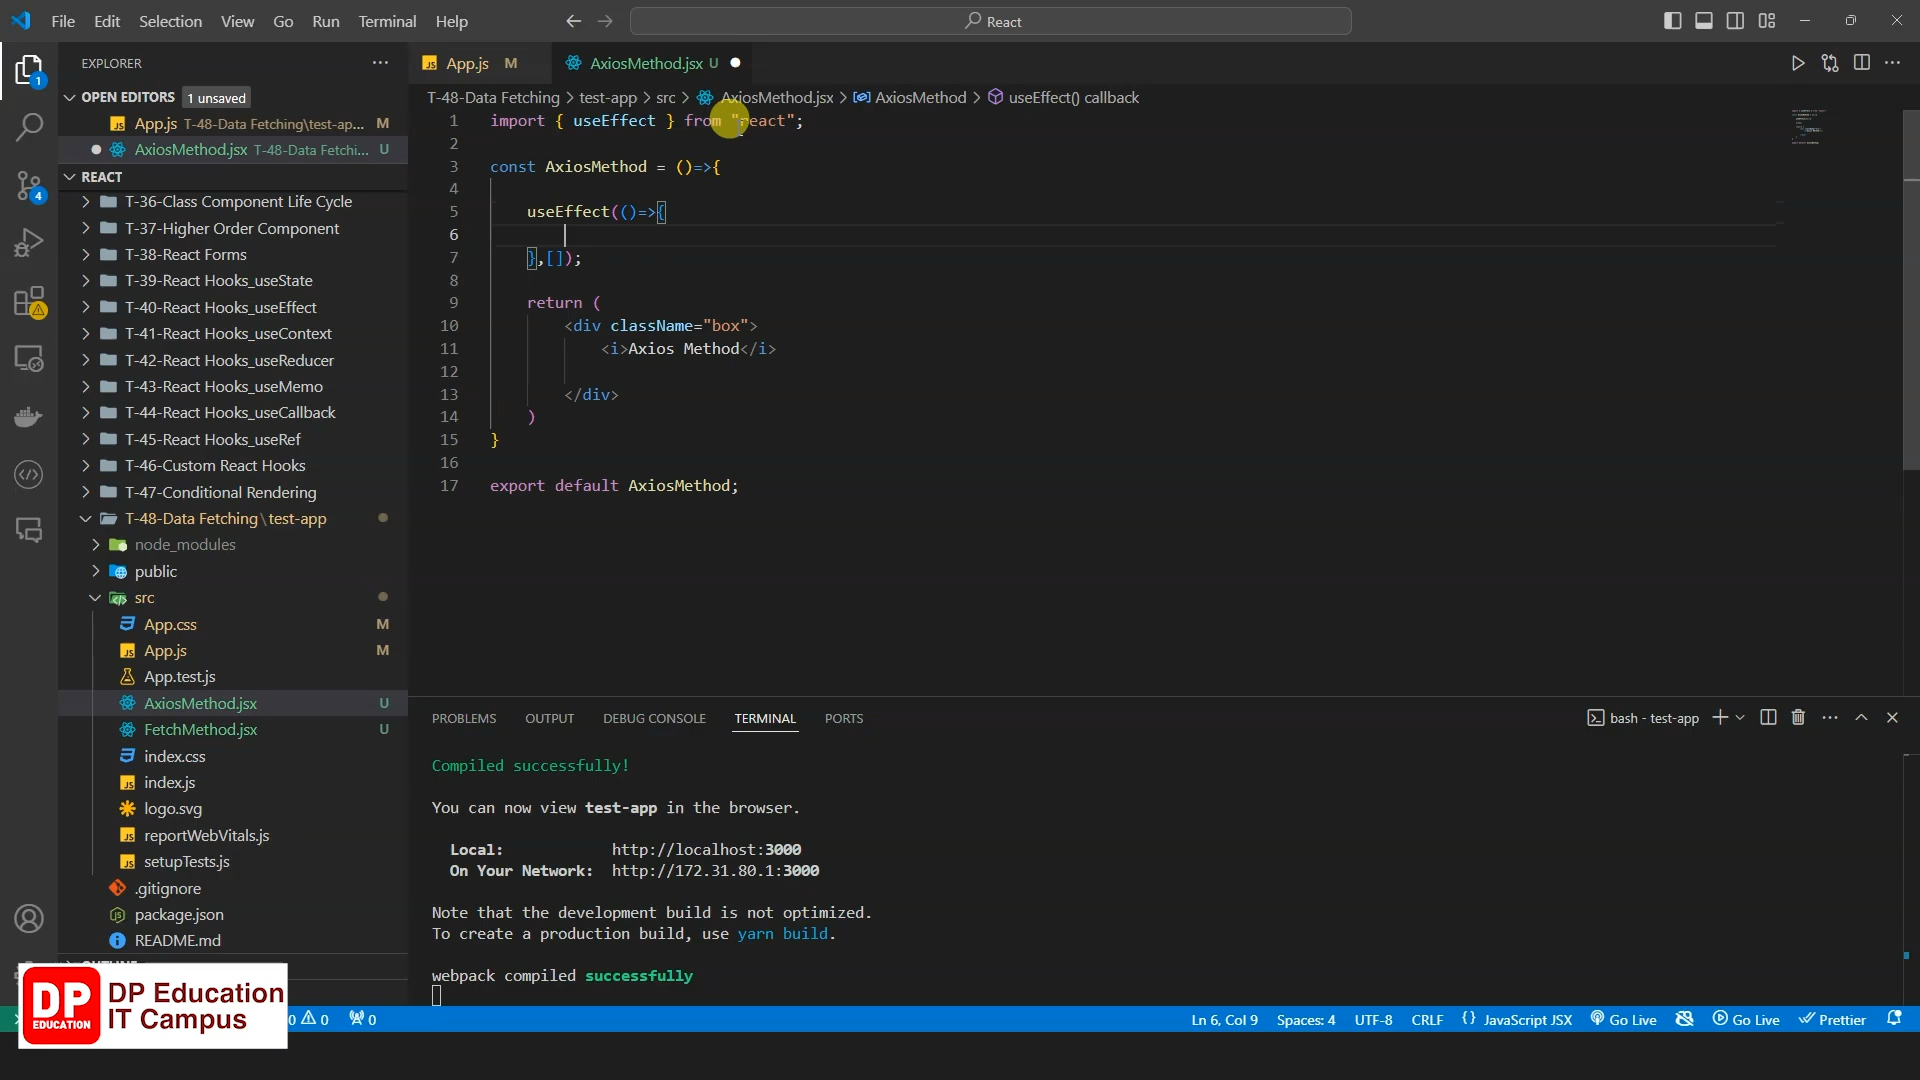 File Edit Selection View Go Run Terminal Help
React
EXPLORER
OPEN EDITORS 1 unsaved
App.js T-48-Data Fetching\test-ap... M
AxiosMethod.jsx T-48-Data Fetchi... U
REACT
T-36-Class Component Life Cycle
T-37-Higher Order Component
T-38-React Forms
T-39-React Hooks_useState
T-40-React Hooks_useEffect
T-41-React Hooks_useContext
T-42-React Hooks_useReducer
T-43-React Hooks_useMemo
T-44-React Hooks_useCallback
T-45-React Hooks_useRef
T-46-Custom React Hooks
T-47-Conditional Rendering
T-48-Data Fetching\test-app
node_modules
public
src
App.css M
App.js M
App.test.js
AxiosMethod.jsx U
FetchMethod.jsx U
index.css
index.js
logo.svg
reportWebVitals.js
setupTests.js
.gitignore
package.json
README.md
1
4
App.js M
AxiosMethod.jsx U
T-48-Data Fetching > test-app > src > AxiosMethod.jsx > AxiosMethod > useEffect() callback
1 import { useEffect } from "react";
2
3 const AxiosMethod = ()=>{
4
5 useEffect(()=>{
6
7 },[]);
8
9 return (
10 <div className="box">
11 <i>Axios Method</i>
12
13 </div>
14 )
15 }
16
17 export default AxiosMethod;
PROBLEMS OUTPUT DEBUG CONSOLE TERMINAL PORTS
bash - test-app
Compiled successfully!
You can now view test-app in the browser.
Local: http://localhost:3000
On Your Network: http://172.31.80.1:3000
Note that the development build is not optimized.
To create a production build, use yarn build.
webpack compiled successfully
DP EDUCATION
DP Education
IT Campus
0 0 0
Ln 6, Col 9 Spaces: 4 UTF-8 CRLF {} JavaScript JSX Go Live Go Live Prettier